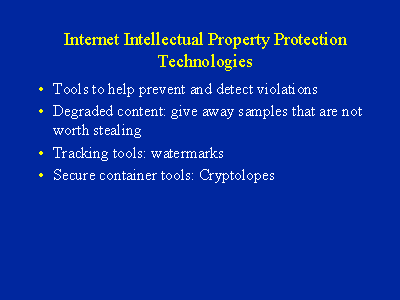 Internet Intellectual Property Protection
Technologies
• Tools to help prevent and detect violations
• Degraded content: give away samples that are not
worth stealing
• Tracking tools: watermarks
• Secure container tools: Cryptolopes